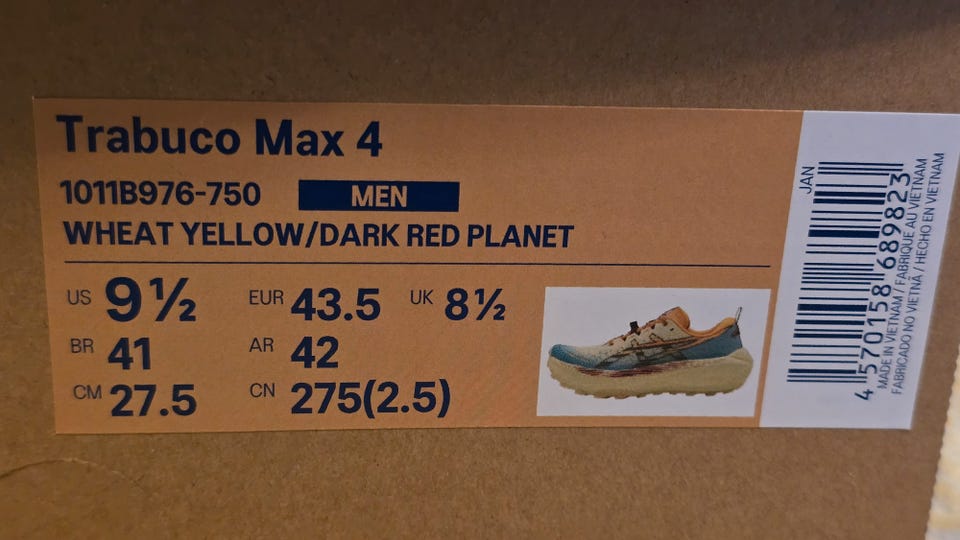 Trabuco Max 4
1011B976-750 MEN
WHEAT YELLOW/DARK RED PLANET
US 9½ EUR 43.5 UK 8½
BR 41 AR 42
CM 27.5 CN 275(2.5)
JAN
4 570158 689823
MADE IN VIETNAM / FABRIQUÉ AU VIETNAM
FABRICADO NO VIETNÃ / HECHO EN VIETNAM